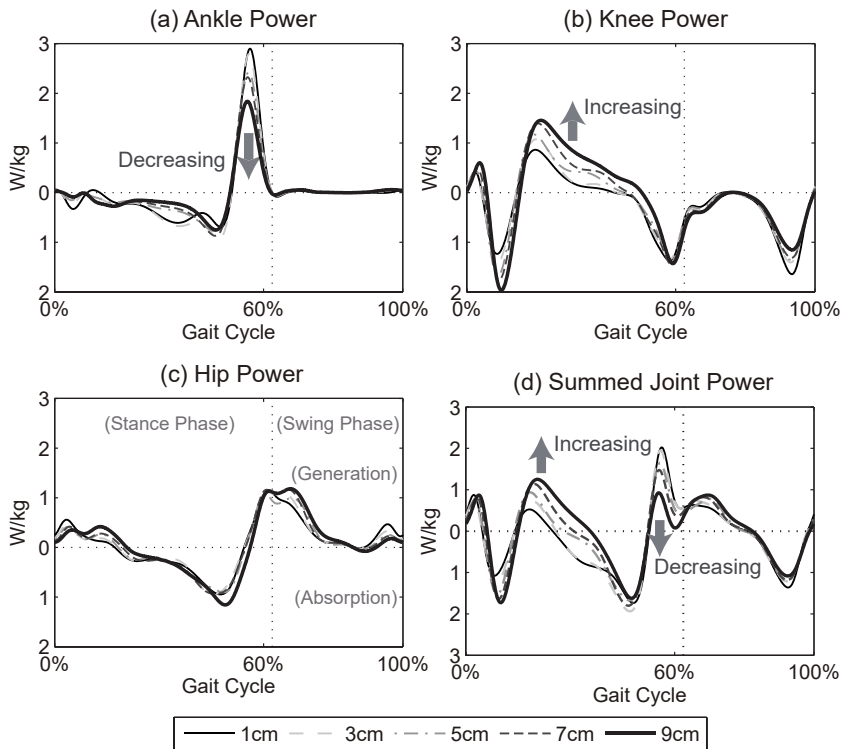 (a) Ankle Power
3
2
1
0
1
2
W/kg
Decreasing
0%
60%
100%
Gait Cycle
(b) Knee Power
3
2
1
0
1
2
W/kg
Increasing
0%
60%
100%
Gait Cycle
(c) Hip Power
3
2
1
0
1
2
W/kg
(Stance Phase)
(Swing Phase)
(Generation)
(Absorption)
0%
60%
100%
Gait Cycle
(d) Summed Joint Power
3
2
1
0
1
2
3
W/kg
Increasing
Decreasing
0%
60%
100%
Gait Cycle
1cm 3cm 5cm 7cm 9cm